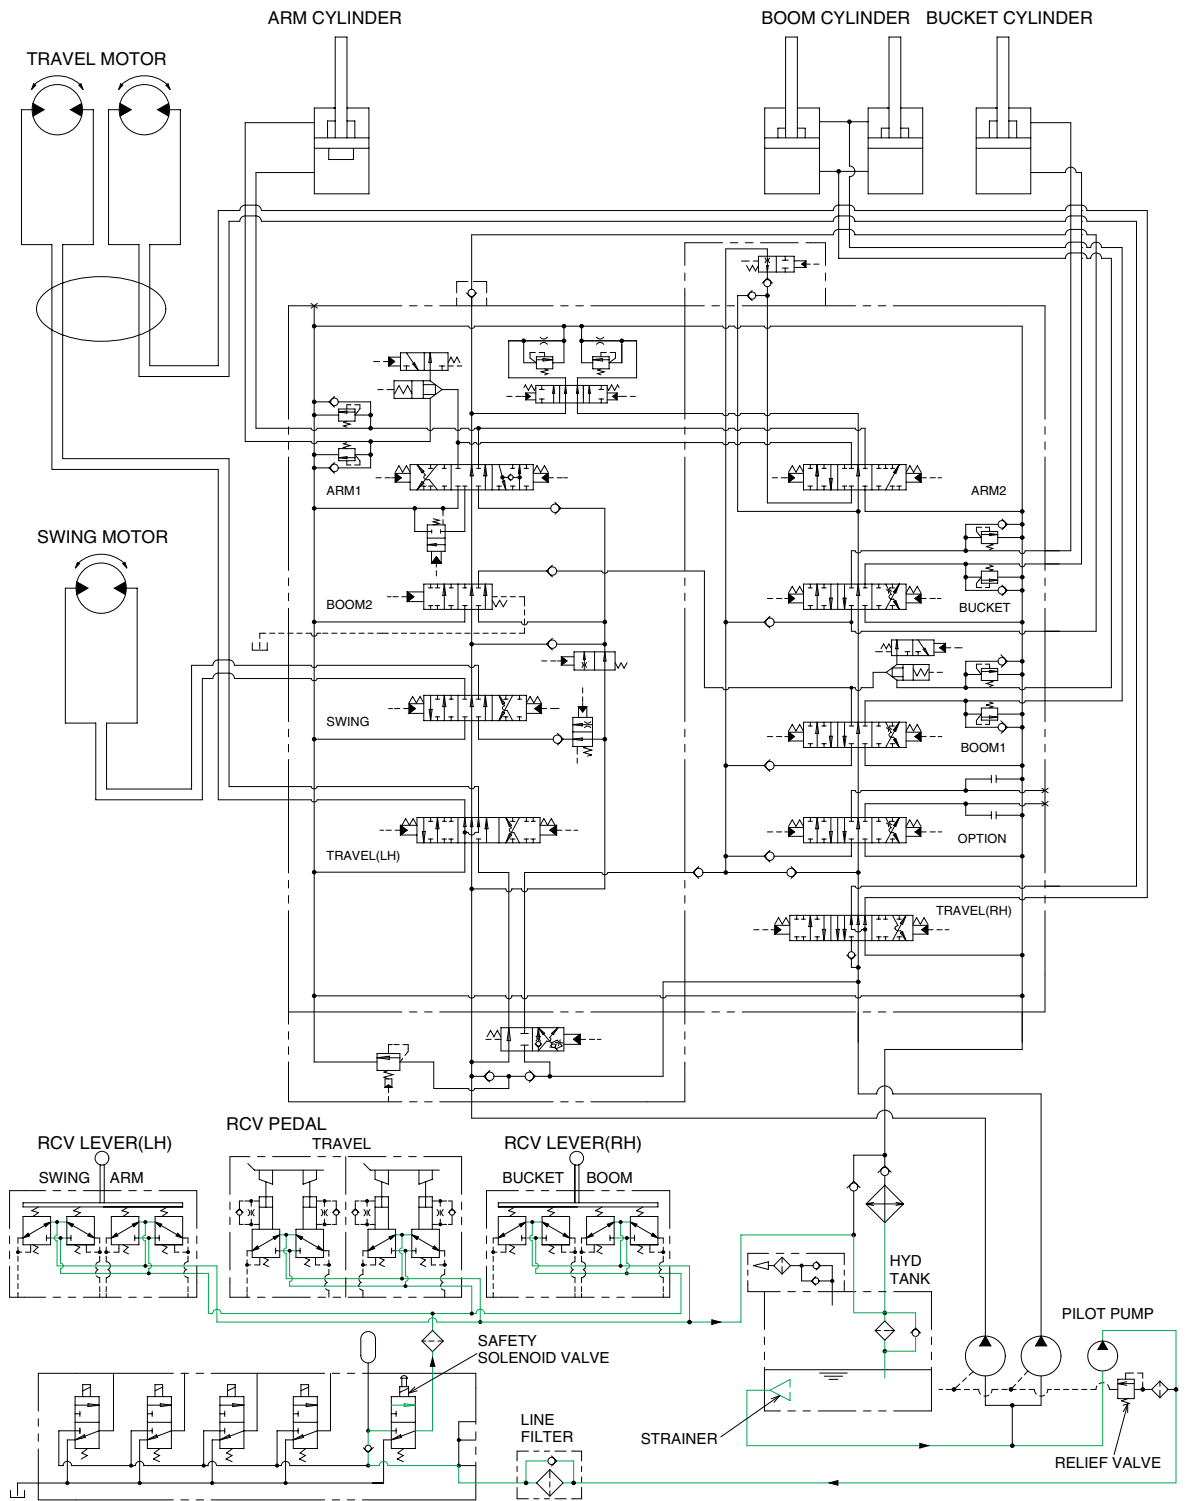 ARM CYLINDER
BOOM CYLINDER
BUCKET CYLINDER
TRAVEL MOTOR
ARM1
ARM2
SWING MOTOR
BOOM2
BUCKET
SWING
BOOM1
TRAVEL(LH)
OPTION
TRAVEL(RH)
RCV LEVER(LH)
SWING
ARM
RCV PEDAL
TRAVEL
RCV LEVER(RH)
BUCKET
BOOM
HYD
TANK
PILOT PUMP
SAFETY
SOLENOID VALVE
LINE
FILTER
STRAINER
RELIEF VALVE